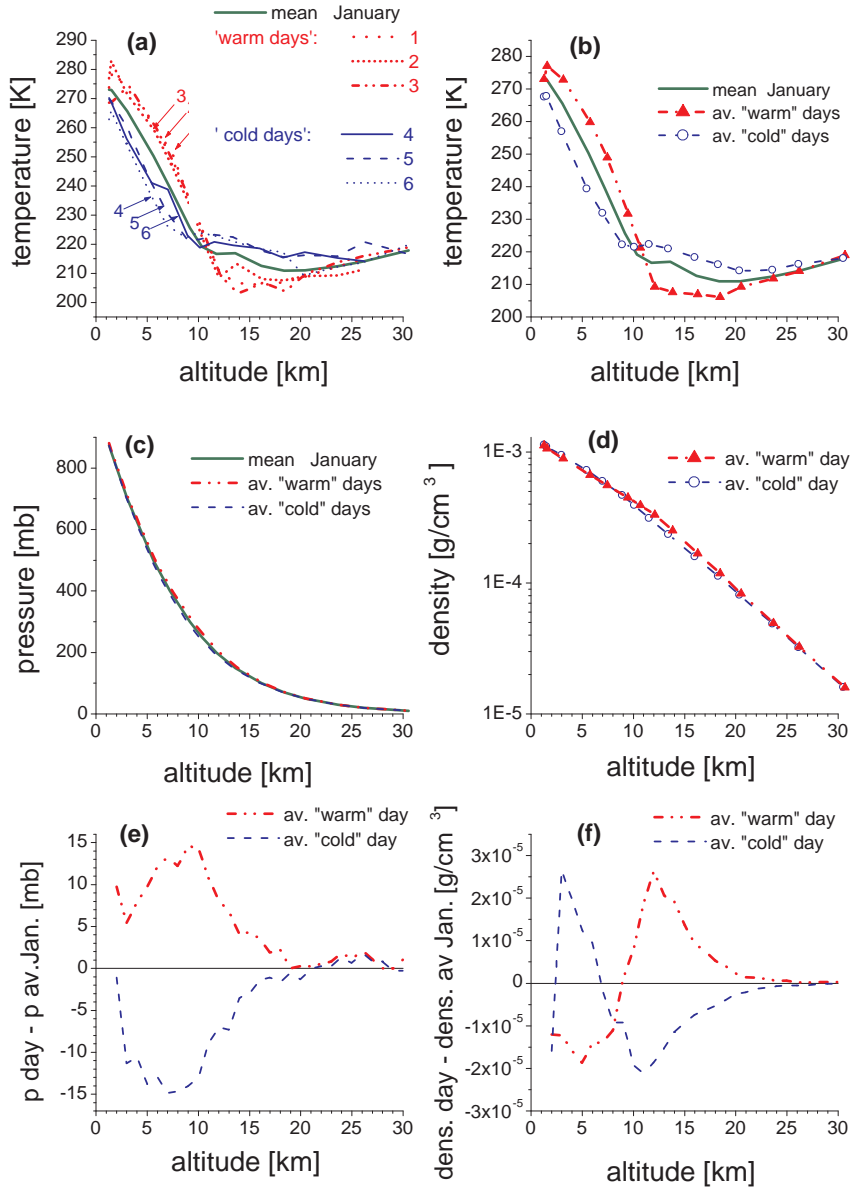 mean January
(a)
'warm days':
1
2
3
' cold days':
4
5
6
3
4
5
6
290
280
270
260
250
240
230
220
210
200
temperature [K]
0 5 10 15 20 25 30
altitude [km]
(b)
mean January
av. "warm" days
av. "cold" days
280
270
260
250
240
230
220
210
200
temperature [K]
0 5 10 15 20 25 30
altitude [km]
(c)
mean January
av. "warm" days
av. "cold" days
800
600
400
200
0
pressure [mb]
0 5 10 15 20 25 30
altitude [km]
(d)
av. "warm" day
av. "cold" day
1E-3
1E-4
1E-5
density [g/cm ³]
0 5 10 15 20 25 30
altitude [km]
av. "warm" day
av. "cold" day
(e)
15
10
5
0
-5
-10
-15
p day - p av.Jan. [mb]
0 5 10 15 20 25 30
altitude [km]
av. "warm" day
av. "cold" day
(f)
3x10⁻⁵
2x10⁻⁵
1x10⁻⁵
0
-1x10⁻⁵
-2x10⁻⁵
-3x10⁻⁵
dens. day - dens. av Jan. [g/cm ³]
0 5 10 15 20 25 30
altitude [km]